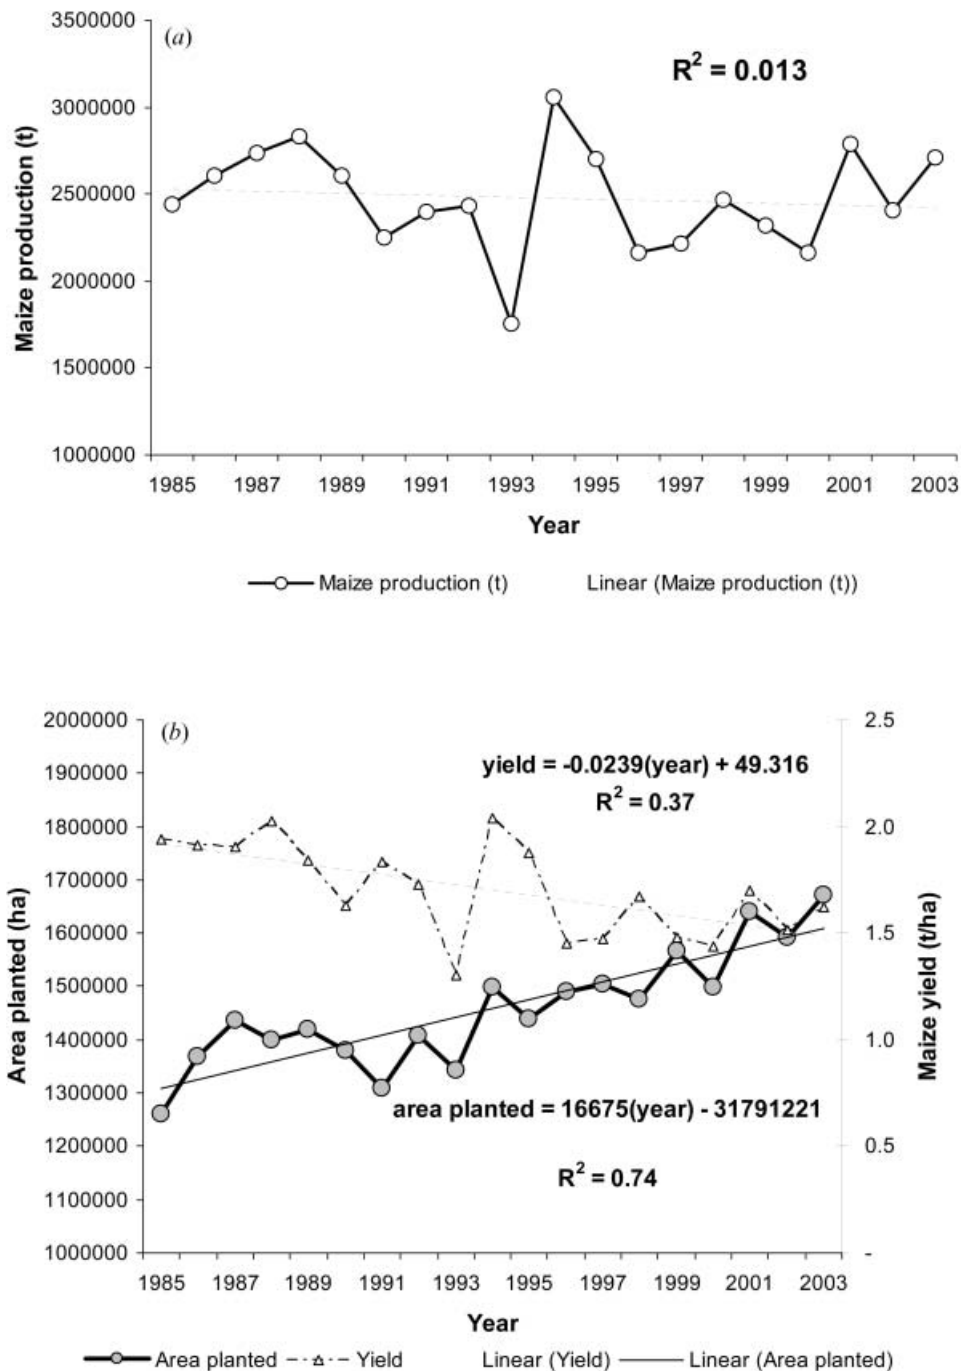 (a)
R² = 0.013
Maize production (t)
3500000
3000000
2500000
2000000
1500000
1000000
1985 1987 1989 1991 1993 1995 1997 1999 2001 2003
Year
Maize production (t) Linear (Maize production (t))
(b)
yield = -0.0239(year) + 49.316
R² = 0.37
Area planted (ha)
2000000
1900000
1800000
1700000
1600000
1500000
1400000
1300000
1200000
1100000
1000000
Maize yield (t/ha)
2.5
2.0
1.5
1.0
0.5
-
area planted = 16675(year) - 31791221
R² = 0.74
1985 1987 1989 1991 1993 1995 1997 1999 2001 2003
Year
Area planted Yield Linear (Yield) Linear (Area planted)